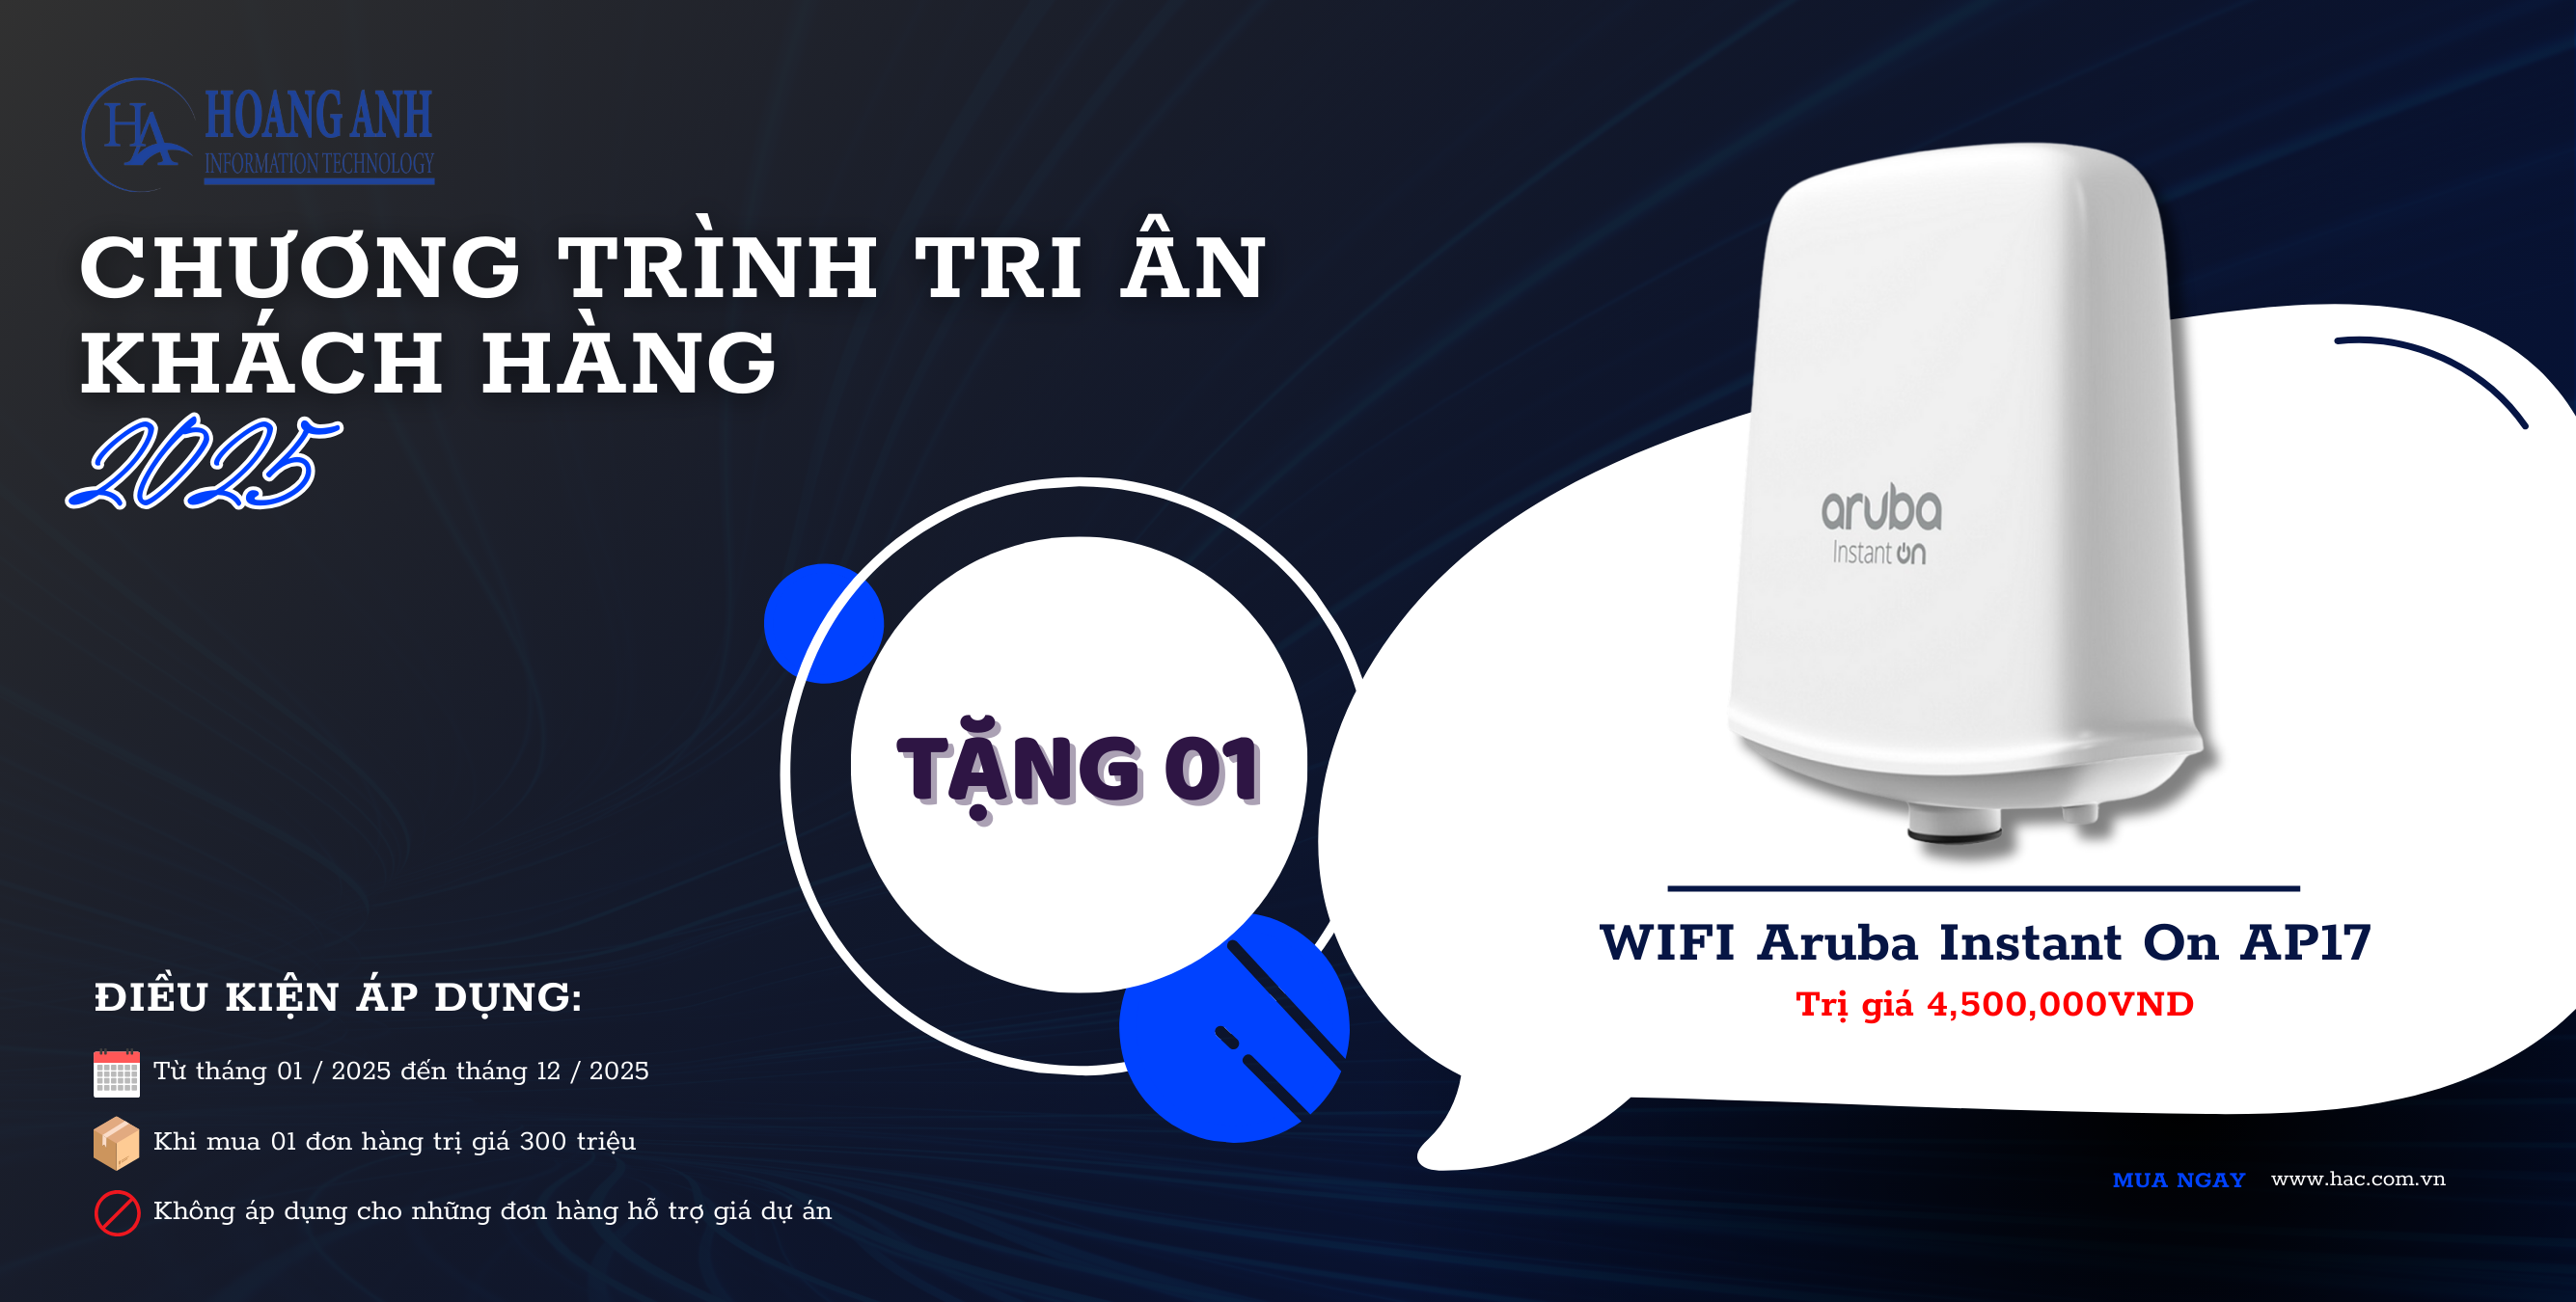 HA
HOANG ANH
INFORMATION TECHNOLOGY
CHƯƠNG TRÌNH TRI ÂN
KHÁCH HÀNG
2025
TẶNG 01
aruba
Instant On
WIFI Aruba Instant On AP17
Trị giá 4,500,000VND
ĐIỀU KIỆN ÁP DỤNG:
Từ tháng 01 / 2025 đến tháng 12 / 2025
Khi mua 01 đơn hàng trị giá 300 triệu
Không áp dụng cho những đơn hàng hỗ trợ giá dự án
MUA NGAY www.hac.com.vn